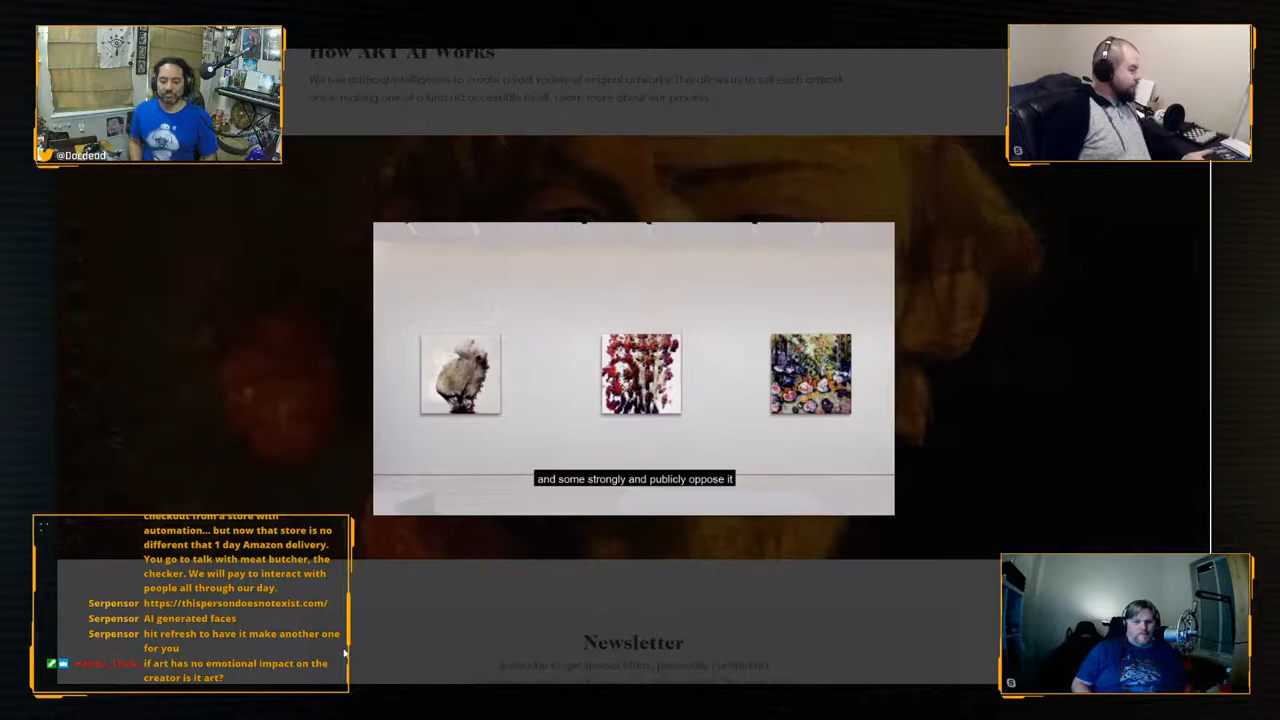 How ART AI Works
We use artificial intelligence to create a vast variety of original artworks. This allows us to sell each artwork
once, making one of a kind art accessible to all. Learn more about our process.
@Docdead
and some strongly and publicly oppose it
checkout from a store with
automation... but now that store is no
different that 1 day Amazon delivery.
You go to talk with meat butcher, the
checker. We will pay to interact with
people all through our day.
Serpensor https://thispersondoesnotexist.com/
Serpensor AI generated faces
Serpensor hit refresh to have it make another one
for you
if art has no emotional impact on the
creator is it art?
Newsletter